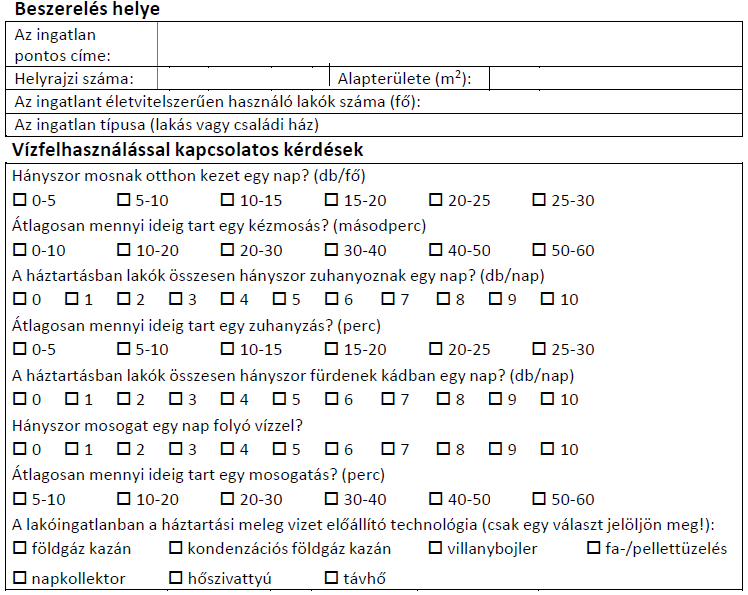 Beszerelés helye
Az ingatlan
pontos címe:
Helyrajzi száma: Alapterülete (m²):
Az ingatlant életvitelszerűen használó lakók száma (fő):
Az ingatlan típusa (lakás vagy családi ház)
Vízfelhasználással kapcsolatos kérdések
Hányszor mosnak otthon kezet egy nap? (db/fő)
☐ 0-5 ☐ 5-10 ☐ 10-15 ☐ 15-20 ☐ 20-25 ☐ 25-30
Átlagosan mennyi ideig tart egy kézmosás? (másodperc)
☐ 0-10 ☐ 10-20 ☐ 20-30 ☐ 30-40 ☐ 40-50 ☐ 50-60
A háztartásban lakók összesen hányszor zuhanyoznak egy nap? (db/nap)
☐ 0 ☐ 1 ☐ 2 ☐ 3 ☐ 4 ☐ 5 ☐ 6 ☐ 7 ☐ 8 ☐ 9 ☐ 10
Átlagosan mennyi ideig tart egy zuhanyzás? (perc)
☐ 0-5 ☐ 5-10 ☐ 10-15 ☐ 15-20 ☐ 20-25 ☐ 25-30
A háztartásban lakók összesen hányszor fürdenek kádban egy nap? (db/nap)
☐ 0 ☐ 1 ☐ 2 ☐ 3 ☐ 4 ☐ 5 ☐ 6 ☐ 7 ☐ 8 ☐ 9 ☐ 10
Hányszor mosogat egy nap folyó vízzel?
☐ 0 ☐ 1 ☐ 2 ☐ 3 ☐ 4 ☐ 5 ☐ 6 ☐ 7 ☐ 8 ☐ 9 ☐ 10
Átlagosan mennyi ideig tart egy mosogatás? (perc)
☐ 5-10 ☐ 10-20 ☐ 20-30 ☐ 30-40 ☐ 40-50 ☐ 50-60
A lakóingatlanban a háztartási meleg vizet előállító technológia (csak egy választ jelöljön meg!):
☐ földgáz kazán ☐ kondenzációs földgáz kazán ☐ villanybojler ☐ fa-/pellettüzelés
☐ napkollektor ☐ hőszivattyú ☐ távhő